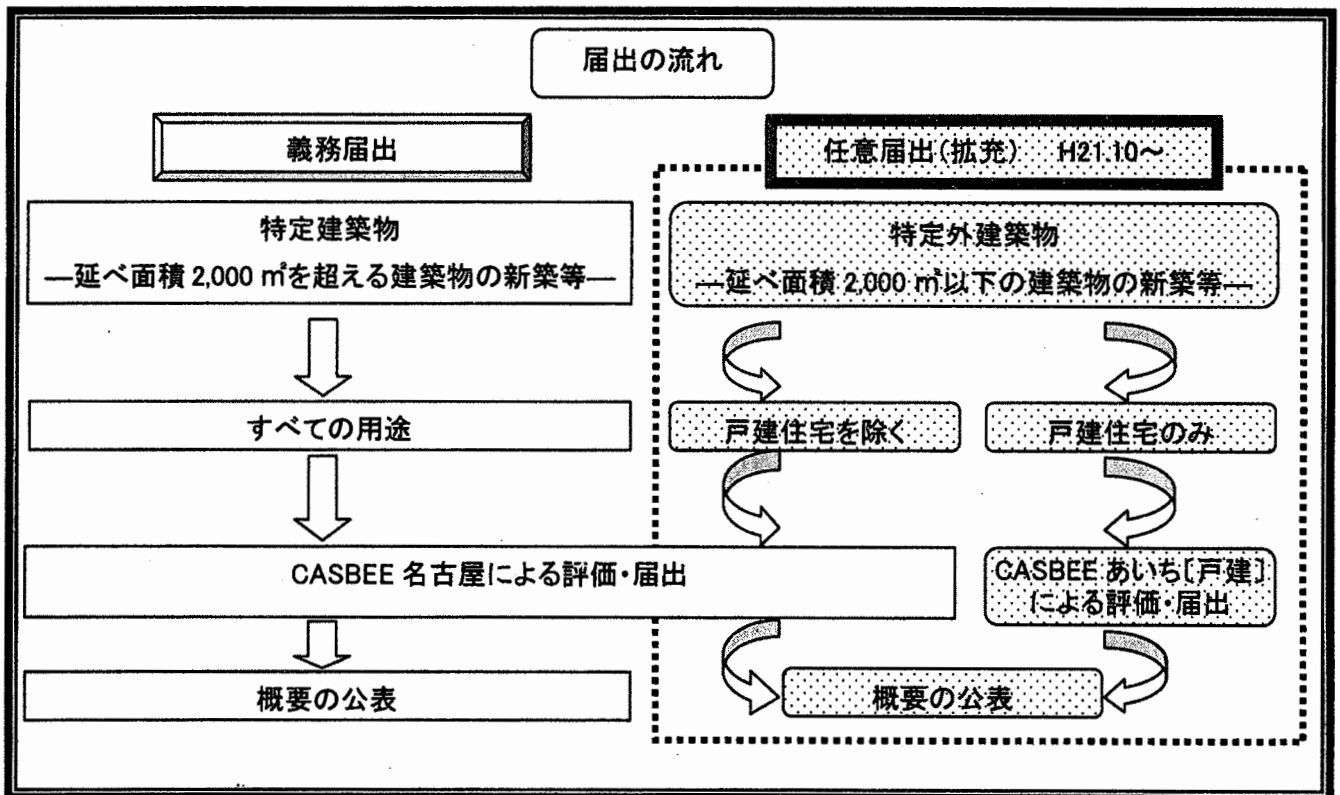 届出の流れ
義務届出
特定建築物
―延べ面積 2,000 ㎡を超える建築物の新築等―
すべての用途
任意届出(拡充) H21.10～
特定外建築物
―延べ面積 2,000 ㎡以下の建築物の新築等―
戸建住宅を除く
戸建住宅のみ
CASBEE 名古屋による評価・届出
CASBEE あいち〔戸建〕
による評価・届出
概要の公表
概要の公表